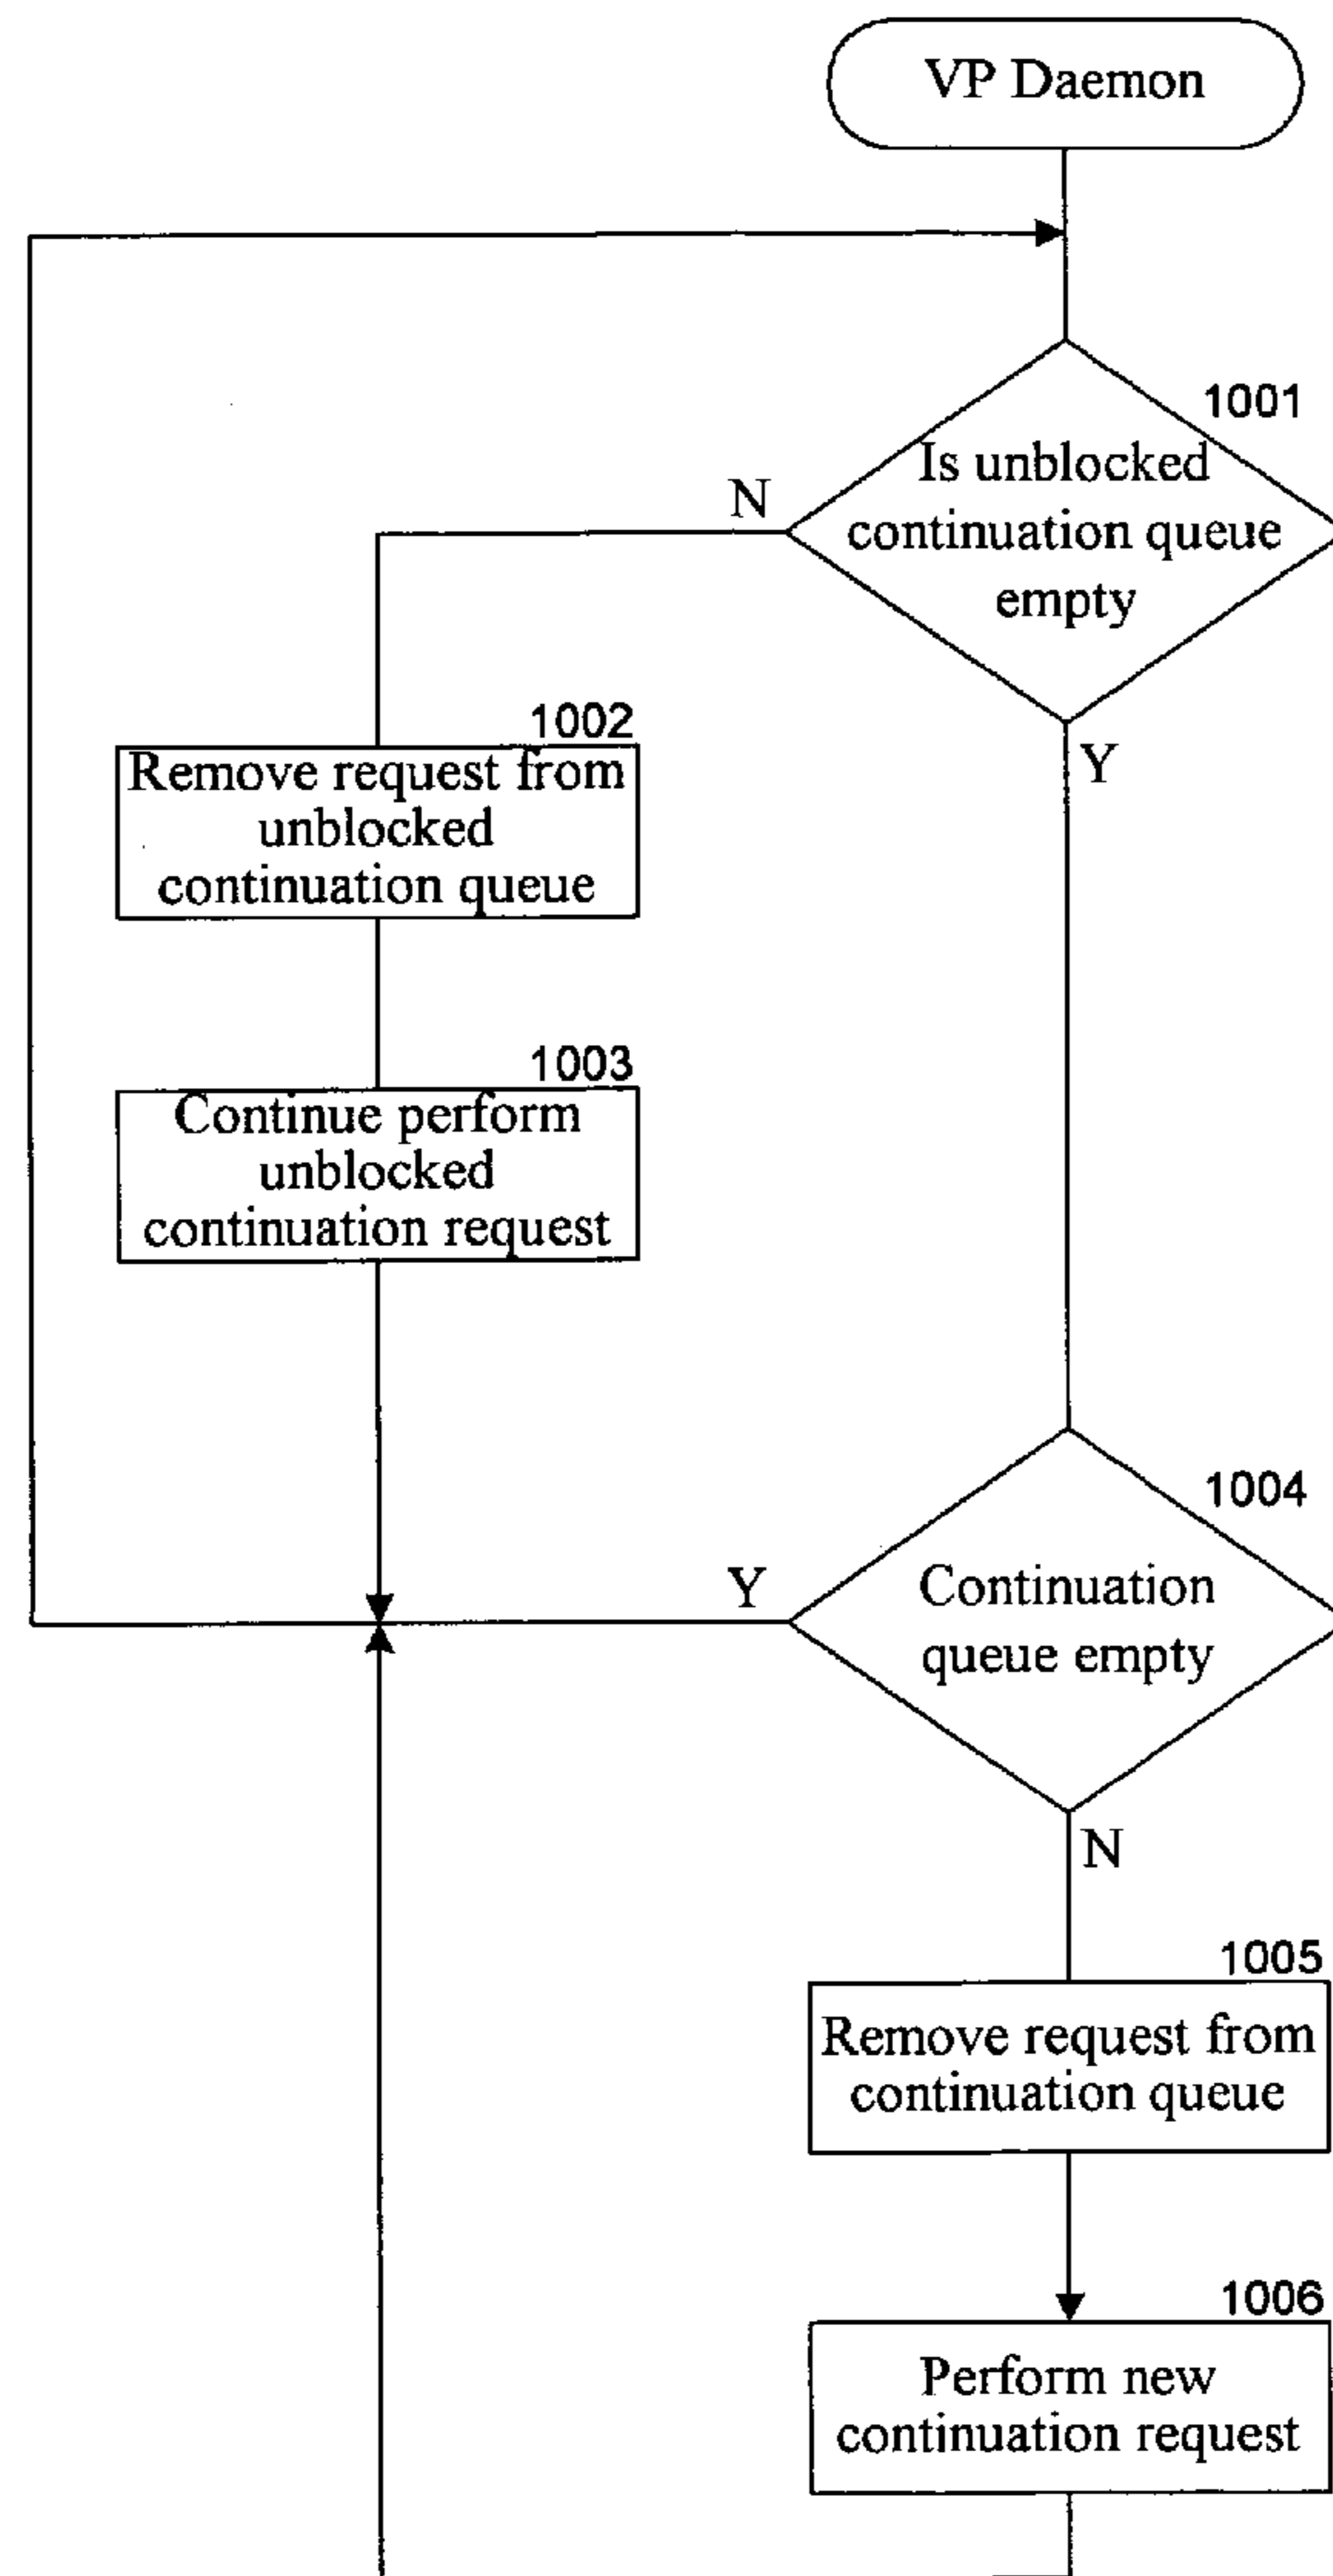 VP Daemon
1001
Is unblocked
continuation queue
empty
N
Y
1002
Remove request from
unblocked
continuation queue
1003
Continue perform
unblocked
continuation request
1004
Continuation
queue empty
Y
N
1005
Remove request from
continuation queue
1006
Perform new
continuation request